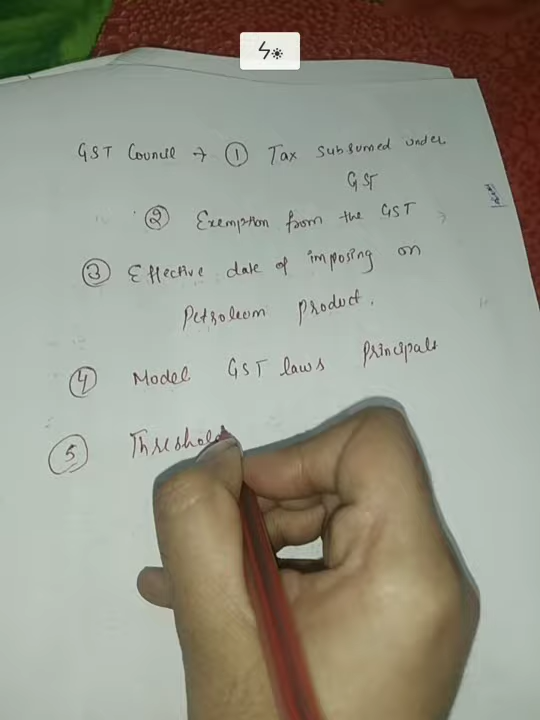 GST Council → ① Tax subsumed under
GST
② Exemption from the GST
③ Effective date of imposing on
Petroleum product.
④ Model GST laws principals
⑤ Threshold